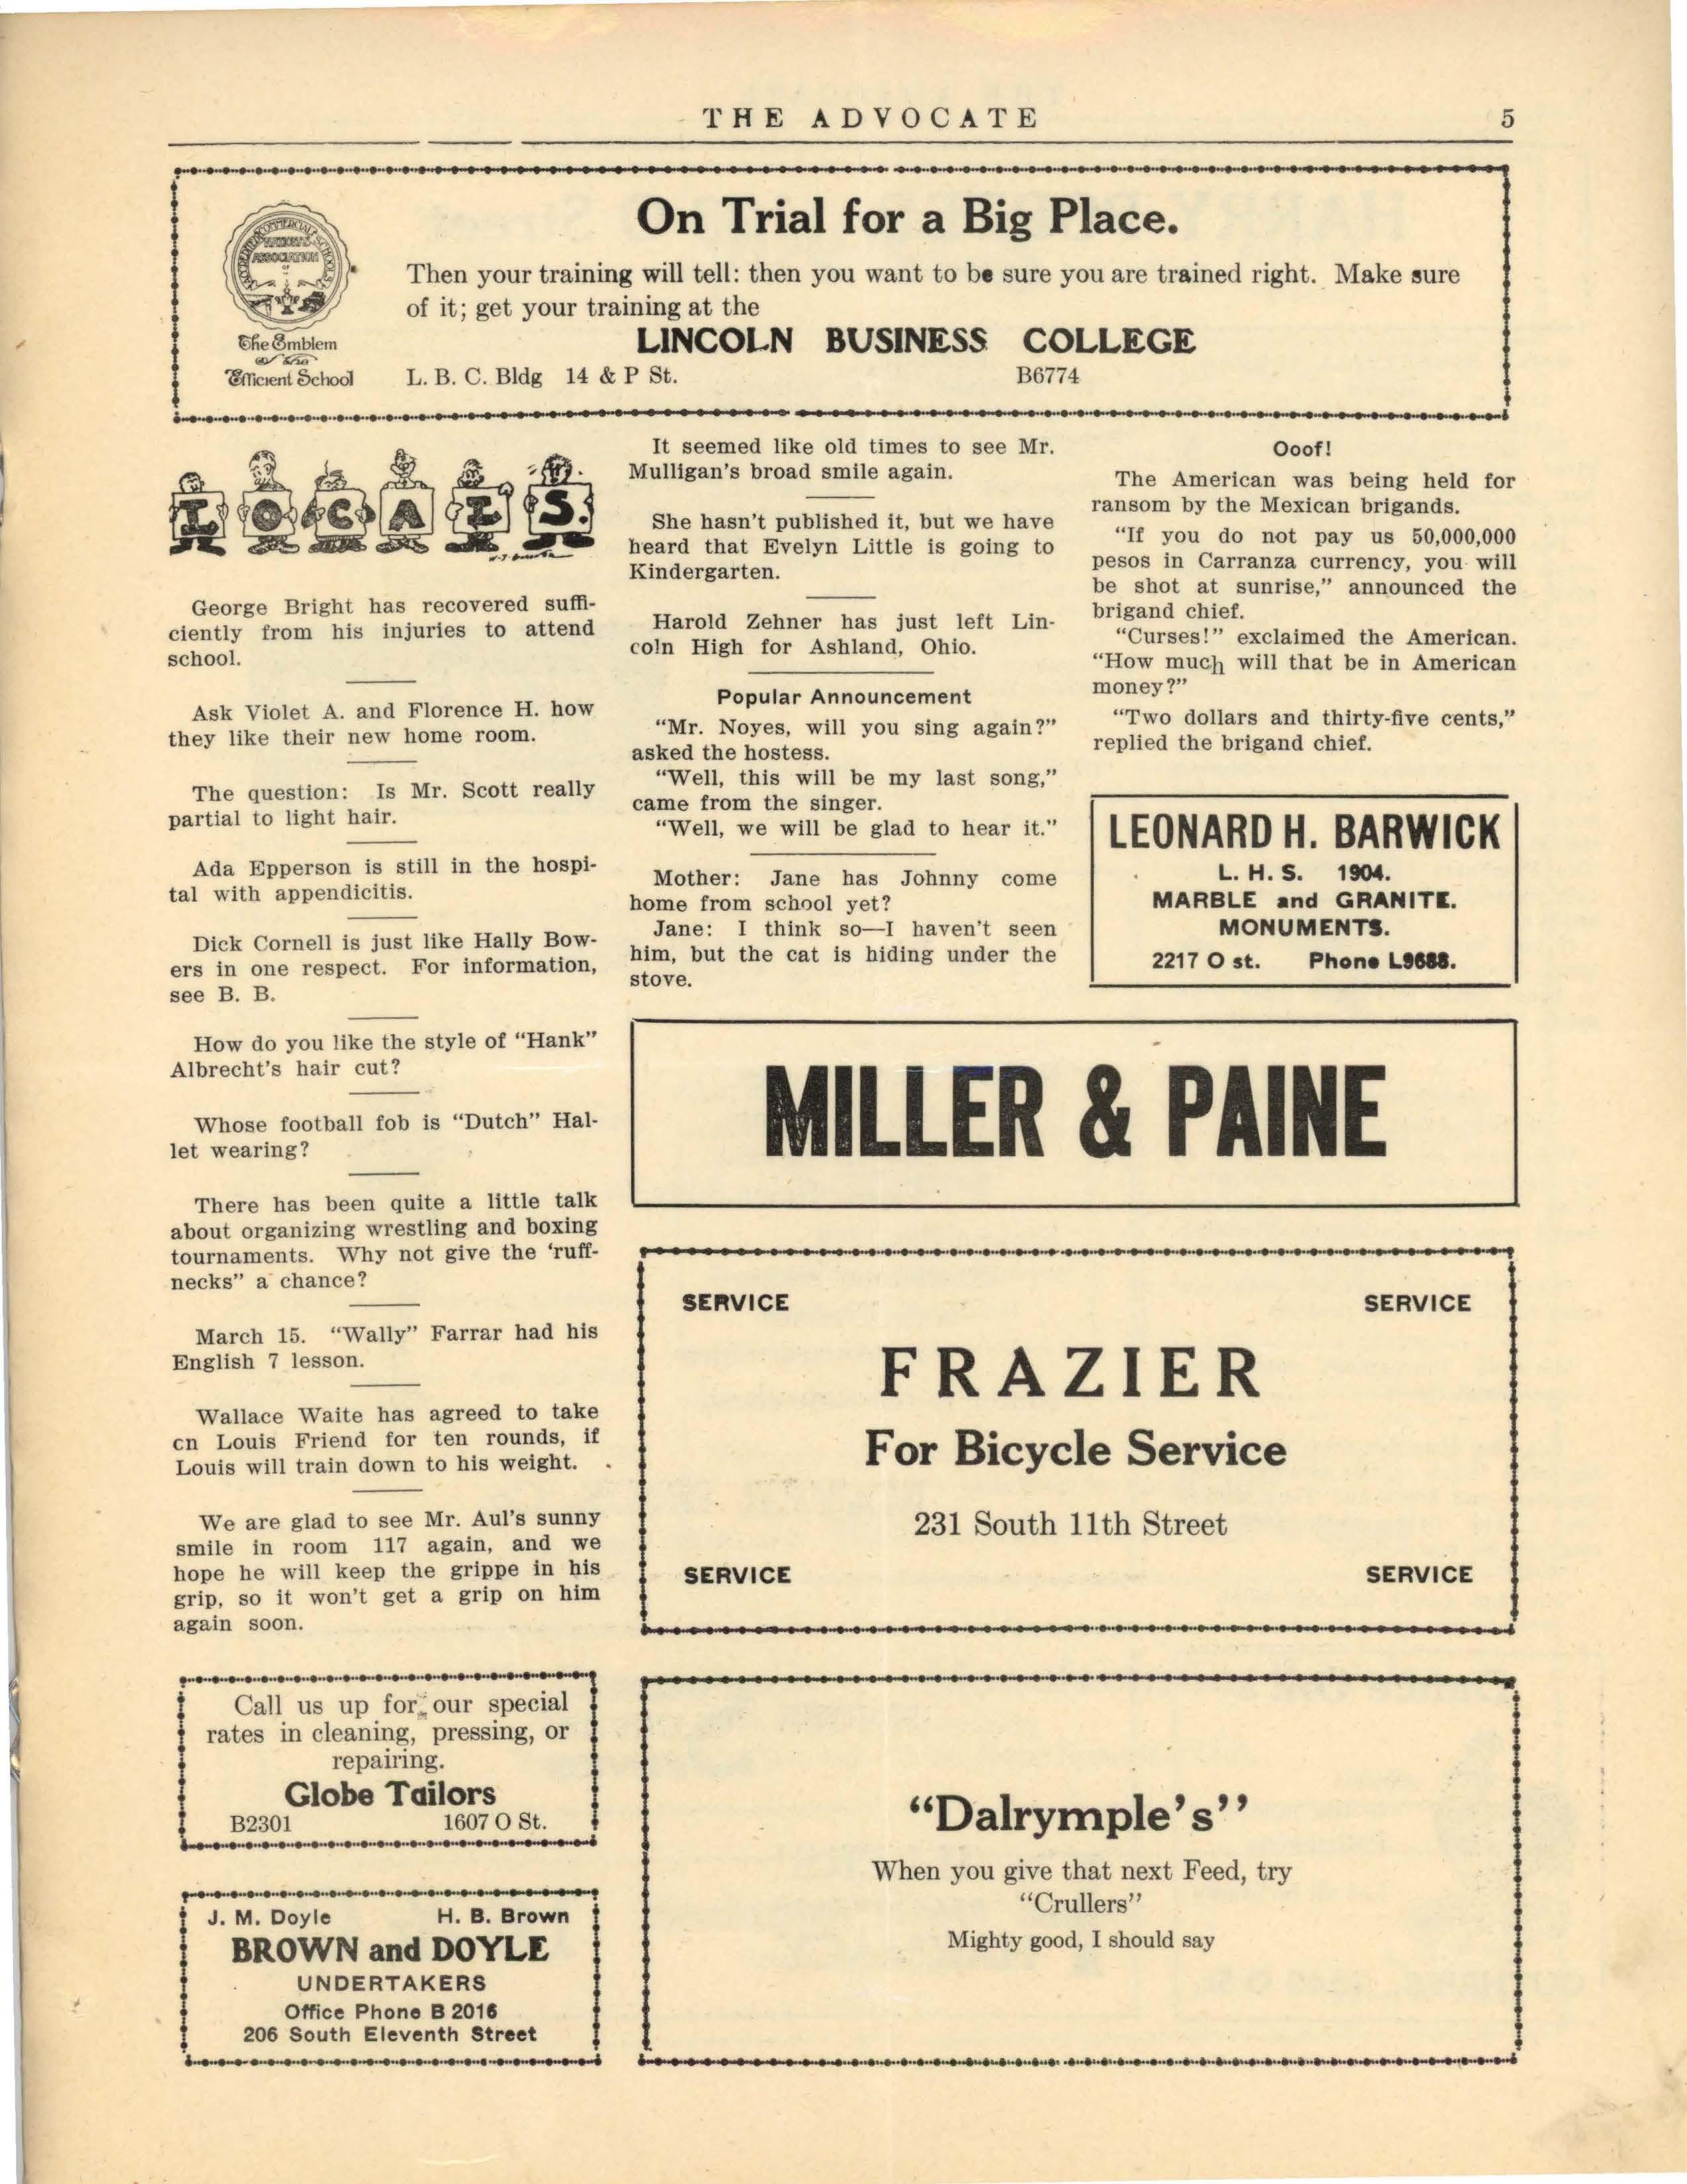 THE ADVOCATE
5
On Trial for a Big Place.
Then your training will tell: then you want to be sure you are trained right. Make sure
of it; get your training at the
LINCOLN BUSINESS COLLEGE
L. B. C. Bldg 14 & P St. B6774
ASSOCIATION
OF
The Emblem
Efficient School
LOCALS.
George Bright has recovered suffi-
ciently from his injuries to attend
school.
Ask Violet A. and Florence H. how
they like their new home room.
The question: Is Mr. Scott really
partial to light hair.
Ada Epperson is still in the hospi-
tal with appendicitis.
Dick Cornell is just like Hally Bow-
ers in one respect. For information,
see B. B.
How do you like the style of "Hank"
Albrecht's hair cut?
Whose football fob is "Dutch" Hal-
let wearing?
There has been quite a little talk
about organizing wrestling and boxing
tournaments. Why not give the 'ruff-
necks" a chance?
March 15. "Wally" Farrar had his
English 7 lesson.
Wallace Waite has agreed to take
cn Louis Friend for ten rounds, if
Louis will train down to his weight.
We are glad to see Mr. Aul's sunny
smile in room 117 again, and we
hope he will keep the grippe in his
grip, so it won't get a grip on him
again soon.
Call us up for our special
rates in cleaning, pressing, or
repairing.
Globe Tailors
B2301 1607 O St.
J. M. Doyle H. B. Brown
BROWN and DOYLE
UNDERTAKERS
Office Phone B 2016
206 South Eleventh Street
It seemed like old times to see Mr.
Mulligan's broad smile again.
She hasn't published it, but we have
heard that Evelyn Little is going to
Kindergarten.
Harold Zehner has just left Lin-
coln High for Ashland, Ohio.
Popular Announcement
"Mr. Noyes, will you sing again?"
asked the hostess.
"Well, this will be my last song,"
came from the singer.
"Well, we will be glad to hear it."
Mother: Jane has Johnny come
home from school yet?
Jane: I think so—I haven't seen
him, but the cat is hiding under the
stove.
Ooof!
The American was being held for
ransom by the Mexican brigands.
"If you do not pay us 50,000,000
pesos in Carranza currency, you will
be shot at sunrise," announced the
brigand chief.
"Curses!" exclaimed the American.
"How much will that be in American
money?"
"Two dollars and thirty-five cents,"
replied the brigand chief.
LEONARD H. BARWICK
L. H. S. 1904.
MARBLE and GRANITE.
MONUMENTS.
2217 O st. Phone L9688.
MILLER & PAINE
SERVICE SERVICE
FRAZIER
For Bicycle Service
231 South 11th Street
SERVICE SERVICE
"Dalrymple's"
When you give that next Feed, try
"Crullers"
Mighty good, I should say